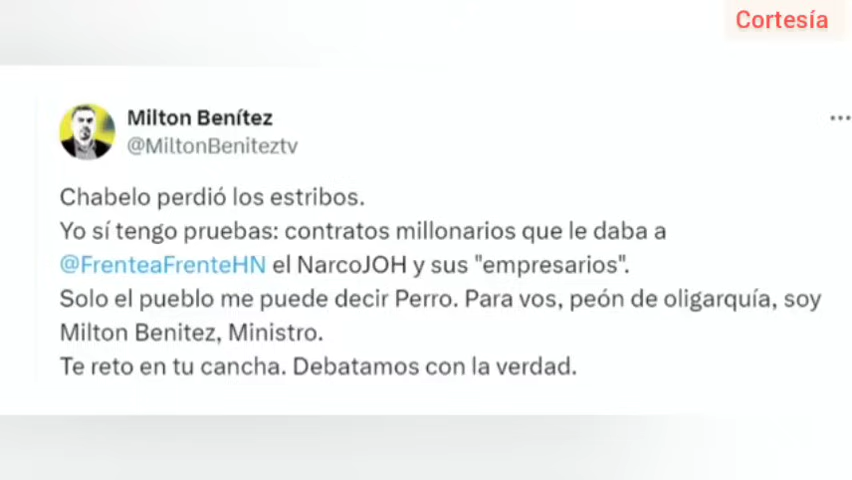 Cortesía
Milton Benítez
@MiltonBeniteztv
Chabelo perdió los estribos.
Yo sí tengo pruebas: contratos millonarios que le daba a
@FrenteaFrenteHN el NarcoJOH y sus "empresarios".
Solo el pueblo me puede decir Perro. Para vos, peón de oligarquía, soy
Milton Benitez, Ministro.
Te reto en tu cancha. Debatamos con la verdad.